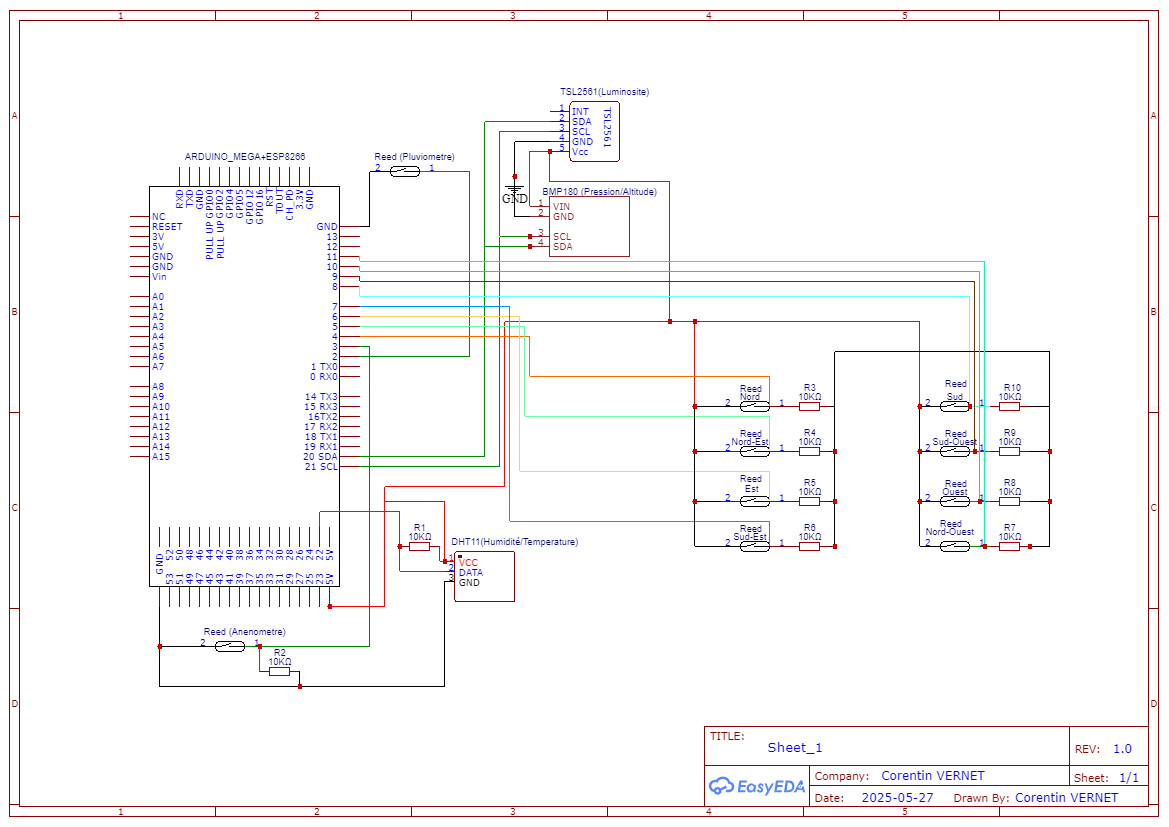 1 2 3 4 5
A
B
C
D
A
B
C
D
1 2 3 4 5
ARDUINO_MEGA+ESP8266
RXD
TXD
GND
PULL UP GPIO0
PULL UP GPIO2
GPIO4
GPIO5
GPIO12
GPIO16
RST
TOUT
CH_PD
3.3V
GND
NC
RESET
3V
5V
GND
GND
Vin
A0
A1
A2
A3
A4
A5
A6
A7
A8
A9
A10
A11
A12
A13
A14
A15
GND
13
12
11
10
9
8
7
6
5
4
3
2
1 TX0
0 RX0
14 TX3
15 RX3
16TX2
17 RX2
18 TX1
19 RX1
20 SDA
21 SCL
GND 52 50 48 46 44 42 40 38 36 34 32 30 28 26 24 22 5V
53 51 49 47 45 43 41 39 37 35 33 31 29 27 25 23 5V
Reed (Pluviometre)
2 1
TSL2561(Luminosite)
1 INT
2 SDA
3 SCL
4 GND
5 Vcc
TSL2561
GND
BMP180 (Pression/Altitude)
1 VIN
2 GND
3 SCL
4 SDA
Reed
Nord
2 1
R3
10KΩ
Reed
Nord-Est
2 1
R4
10KΩ
Reed
Est
2 1
R5
10KΩ
Reed
Sud-Est
2 1
R6
10KΩ
Reed
Sud
2 1
R10
10KΩ
Reed
Sud-Ouest
2 1
R9
10KΩ
Reed
Ouest
2 1
R8
10KΩ
Reed
Nord-Ouest
2 1
R7
10KΩ
R1
10KΩ
DHT11(Humidité/Temperature)
1 VCC
2 DATA
3 GND
Reed (Anenometre)
2 1
R2
10KΩ
TITLE:
Sheet_1
REV: 1.0
EasyEDA
Company: Corentin VERNET
Sheet: 1/1
Date: 2025-05-27 Drawn By: Corentin VERNET